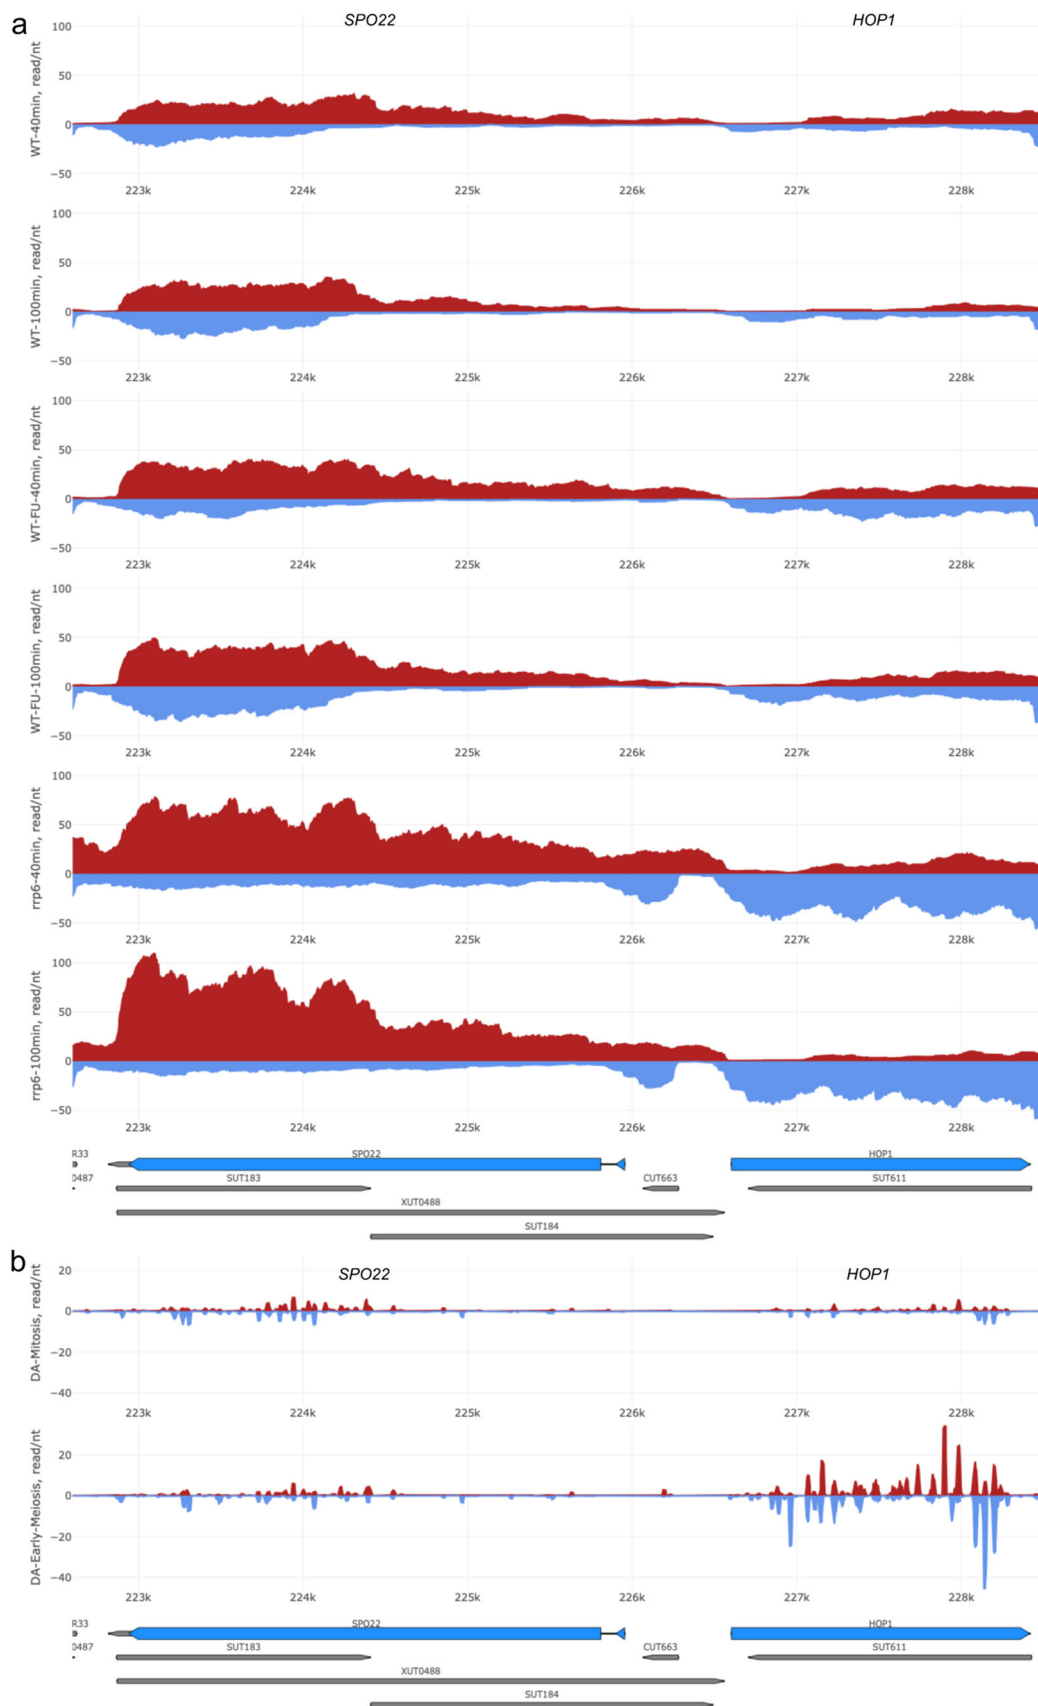 a
SPO22 HOP1
WT-40min, read/nt
100
50
0
−50
223k 224k 225k 226k 227k 228k
WT-100min, read/nt
100
50
0
−50
223k 224k 225k 226k 227k 228k
WT-FU-40min, read/nt
100
50
0
−50
223k 224k 225k 226k 227k 228k
WT-FU-100min, read/nt
100
50
0
−50
223k 224k 225k 226k 227k 228k
rrp6-40min, read/nt
100
50
0
−50
223k 224k 225k 226k 227k 228k
rrp6-100min, read/nt
100
50
0
−50
223k 224k 225k 226k 227k 228k
R33 SPO22 HOP1
0487 SUT183 CUT663 SUT611
XUT0488
SUT184
b
SPO22 HOP1
DA-Mitosis, read/nt
20
0
−20
−40
223k 224k 225k 226k 227k 228k
DA-Early-Meiosis, read/nt
20
0
−20
−40
223k 224k 225k 226k 227k 228k
R33 SPO22 HOP1
0487 SUT183 CUT663 SUT611
XUT0488
SUT184